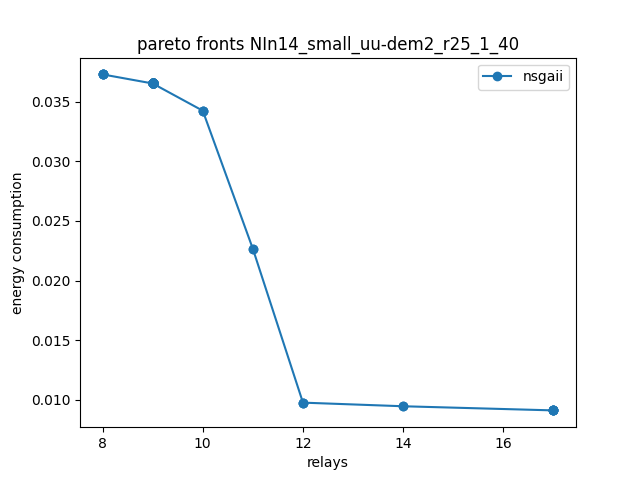 pareto fronts NIn14_small_uu-dem2_r25_1_40
nsgaii
0.035
0.030
0.025
0.020
0.015
0.010
energy consumption
8 10 12 14 16
relays